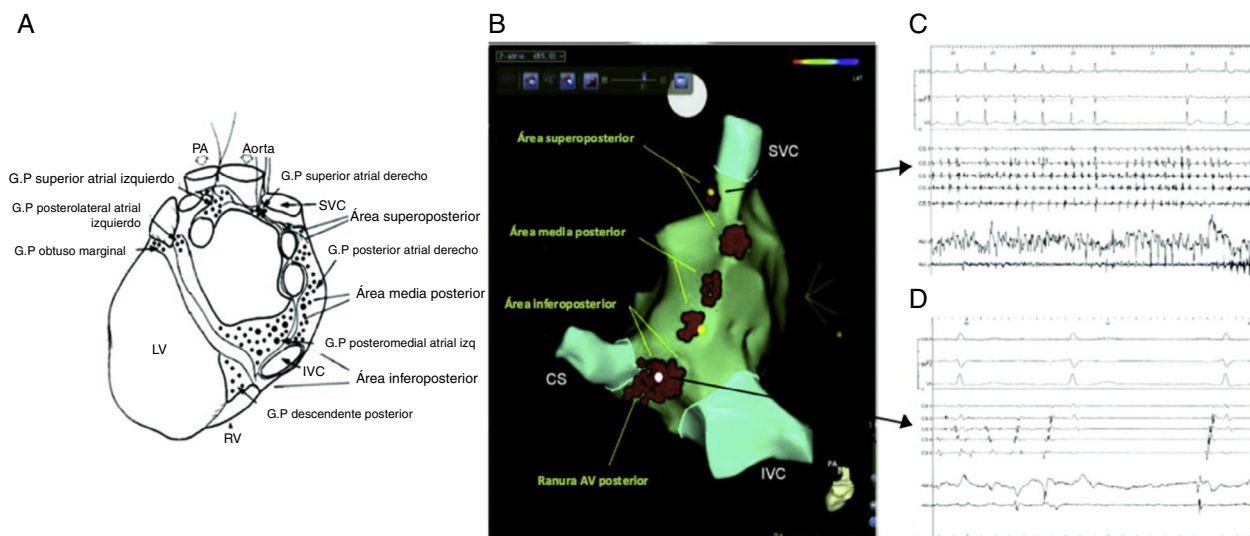 A
PA
Aorta
G.P superior atrial izquierdo
G.P superior atrial derecho
SVC
G.P posterolateral atrial
izquierdo
Área superoposterior
G.P obtuso marginal
G.P posterior atrial derecho
Área media posterior
LV
G.P posteromedial atrial izq
IVC
Área inferoposterior
G.P descendente posterior
RV
B
LAT
Área superoposterior
SVC
Área media posterior
Área inferoposterior
CS
IVC
Ranura AV posterior
PA
C
D